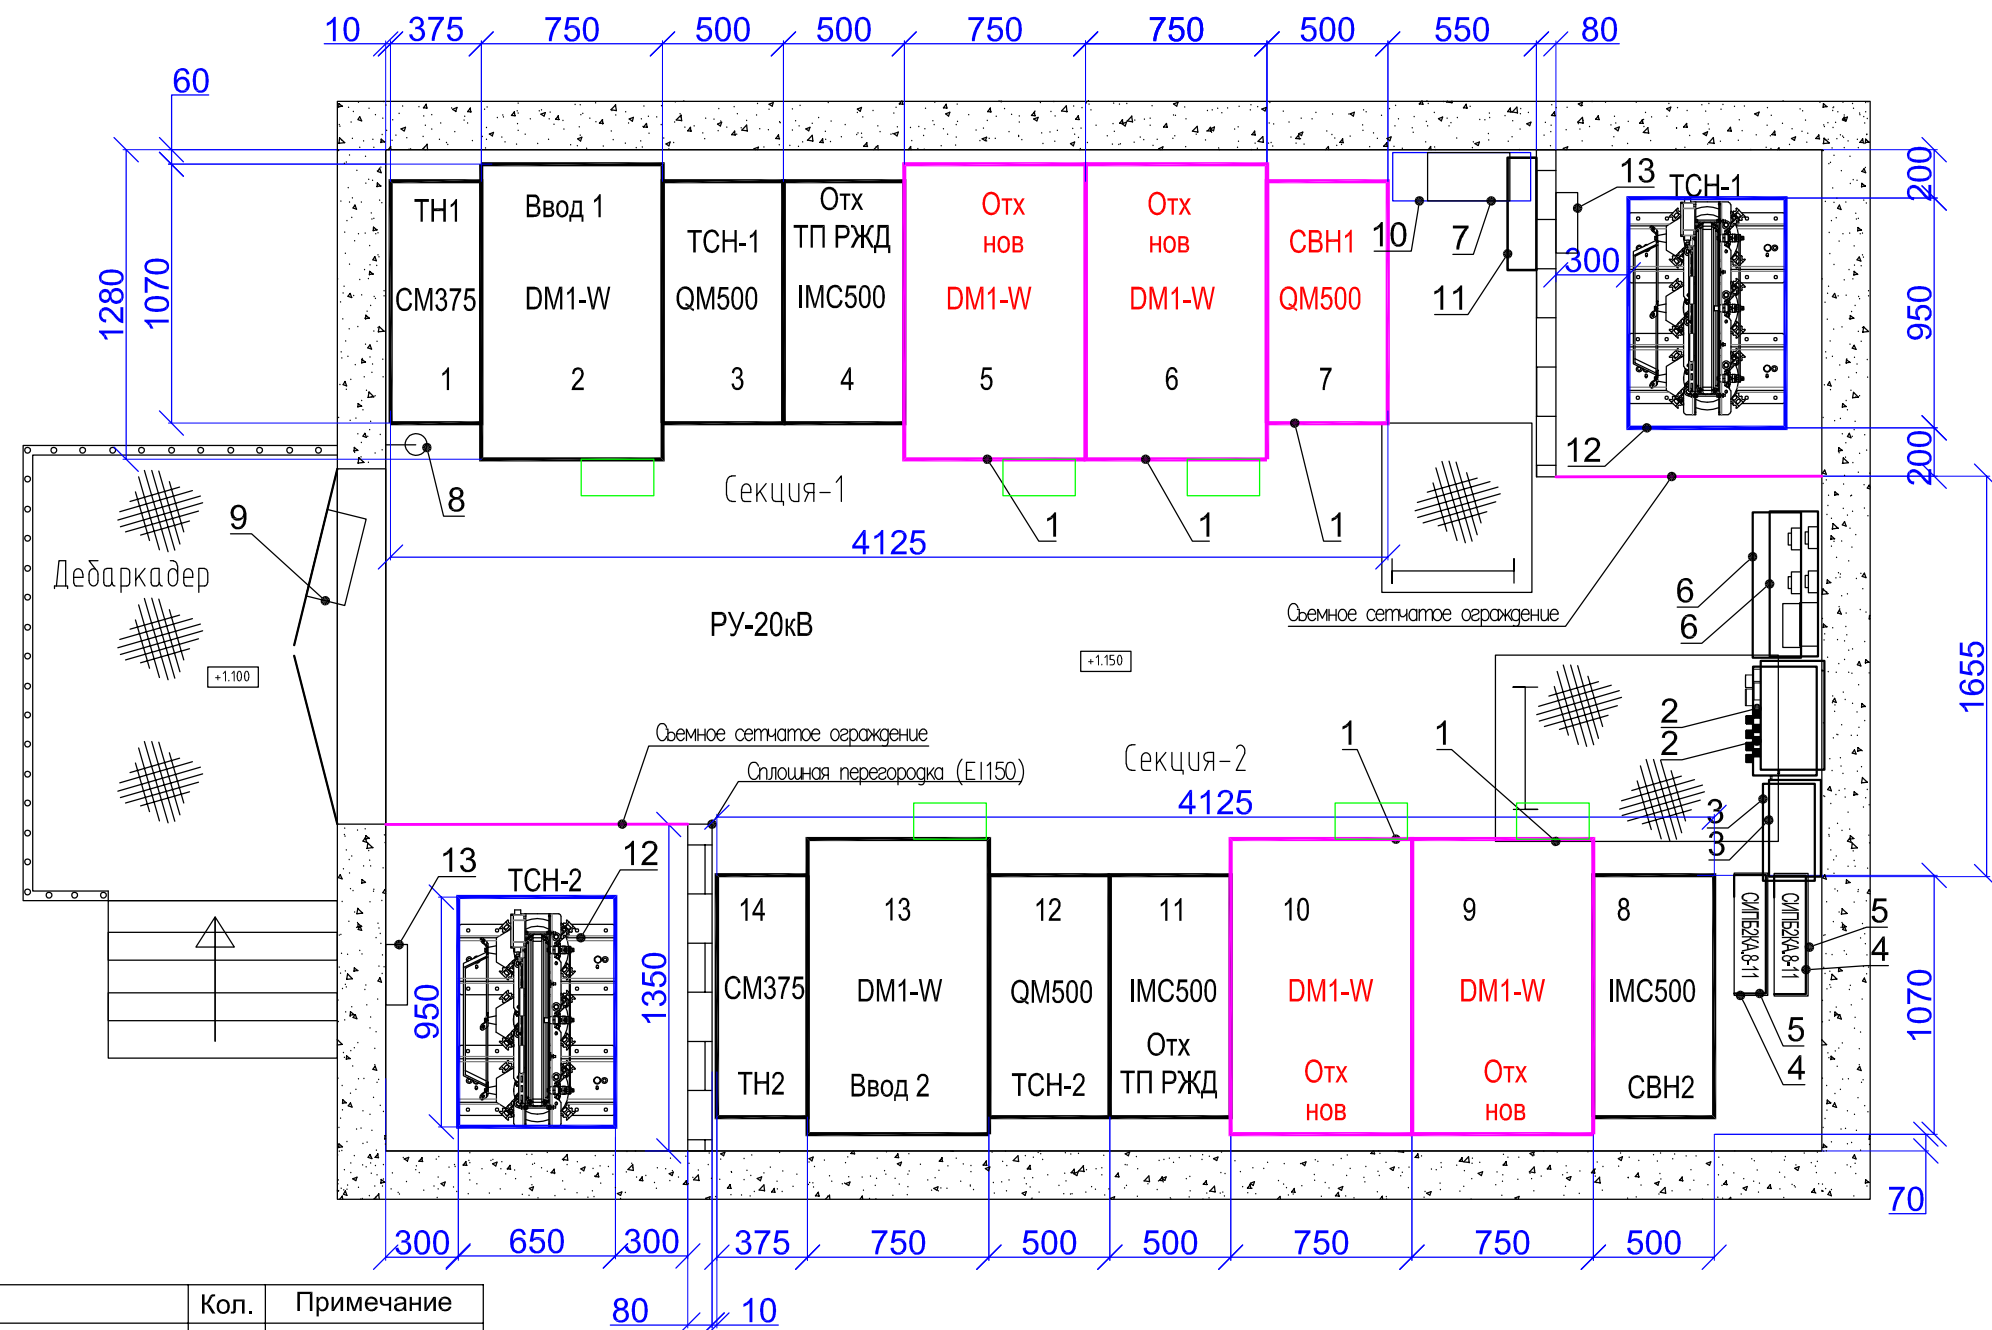 10 375 750 500 500 750 750 500 550 80
60
1280
1070
ТН1
СМ375
1
Ввод 1
DM1-W
2
ТСН-1
QM500
3
Отх
ТП РЖД
IMC500
4
Отх
нов
DM1-W
5
Отх
нов
DM1-W
6
СВН1
QM500
7
10
7
11
13
ТСН-1
300
12
200
950
200
8
9
Секция-1
1
1
1
4125
Дебаркадер
РУ-20кВ
Съемное сетчатое ограждение
6
6
+1.100
+1.150
1655
2
2
Съемное сетчатое ограждение
Сплошная перегородка (EI150)
Секция-2
1
1
4125
3
3
13
ТСН-2
12
950
1350
14
СМ375
ТН2
13
DM1-W
Ввод 2
12
QM500
ТСН-2
11
IMC500
Отх
ТП РЖД
10
DM1-W
Отх
нов
9
DM1-W
Отх
нов
8
IMC500
СВН2
СИПБ2КА.8-11
СИПБ2КА.8-11
5
4
5
4
1070
70
300 650 300 375 750 500 500 750 750 500
80 10
Кол. Примечание